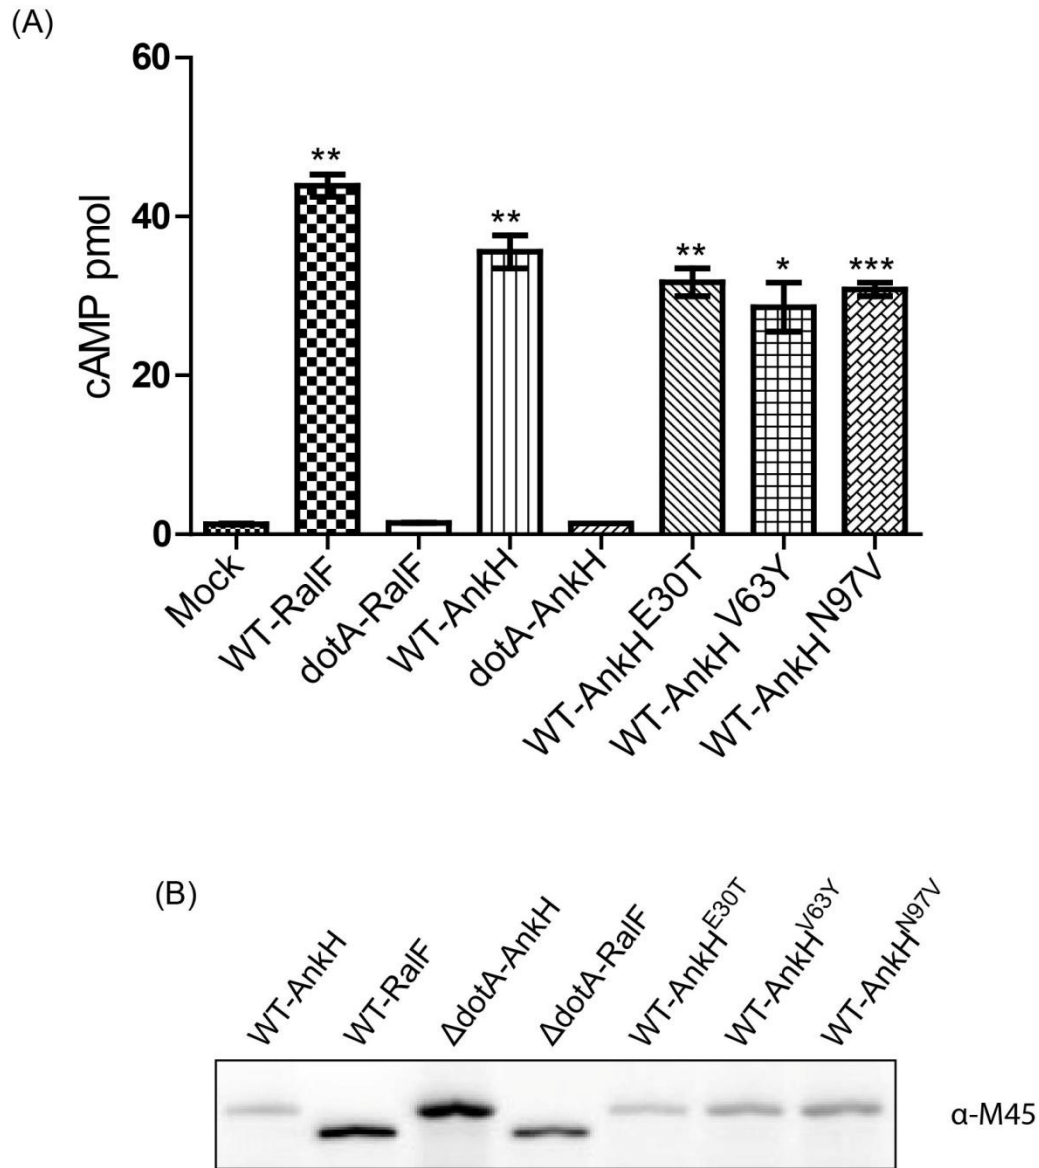 (A)
60
40
20
0
cAMP pmol
**
**
**
*
***
Mock
WT-RalF
dotA-RalF
WT-AnkH
dotA-AnkH
WT-AnkH E30T
WT-AnkH V63Y
WT-AnkH N97V
(B)
WT-AnkH
WT-RalF
ΔdotA-AnkH
ΔdotA-RalF
WT-AnkH E30T
WT-AnkH V63Y
WT-AnkH N97V
α-M45